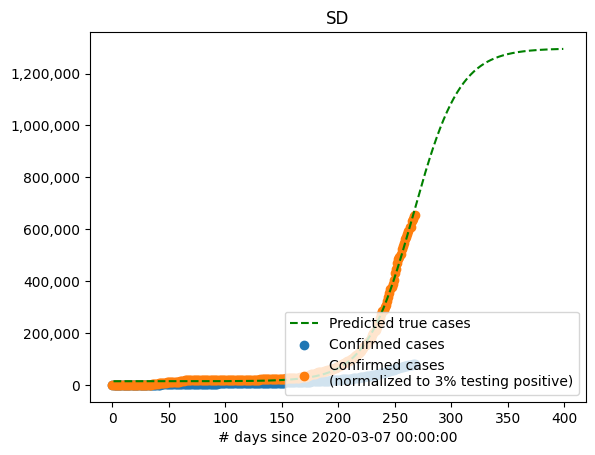 SD
1,200,000
1,000,000
800,000
600,000
400,000
200,000
0
Predicted true cases
Confirmed cases
Confirmed cases
(normalized to 3% testing positive)
0 50 100 150 200 250 300 350 400
# days since 2020-03-07 00:00:00